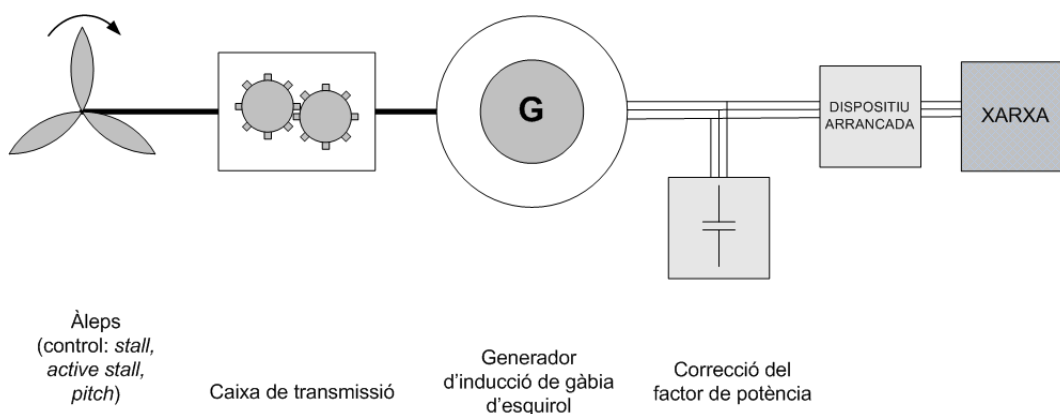 G
DISPOSITIU
ARRANCADA
XARXA
Àleps
(control: stall,
active stall,
pitch)
Caixa de transmissió
Generador
d'inducció de gàbia
d'esquirol
Correcció del
factor de potència